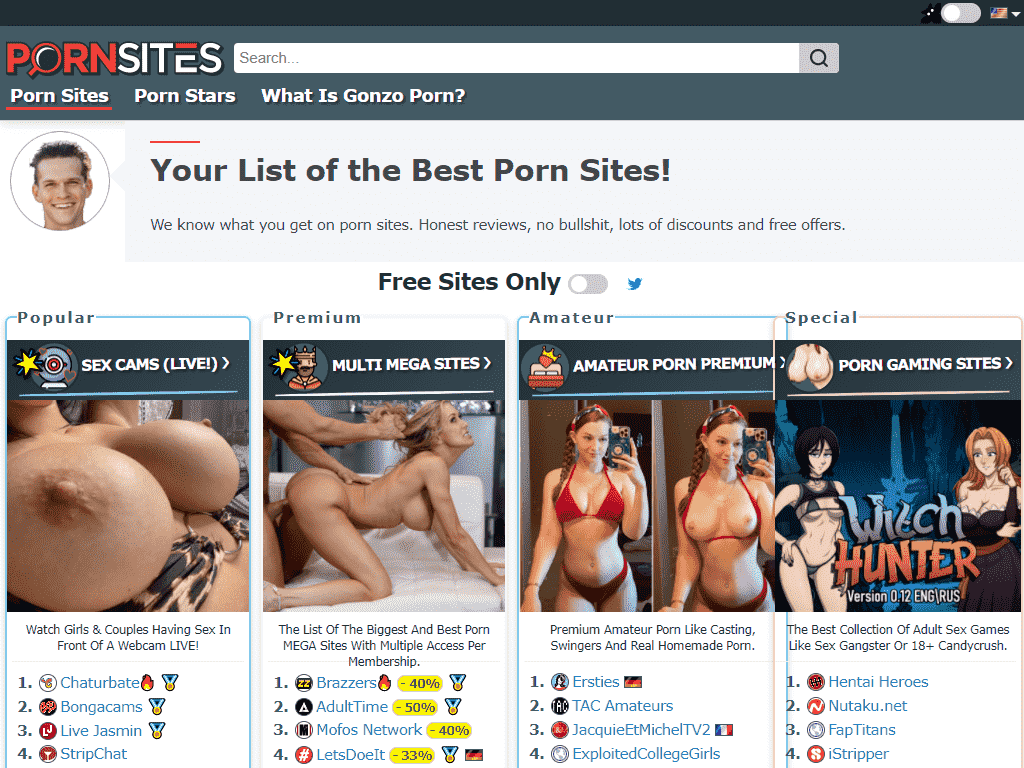 PORNSITES
Search...
Porn Sites Porn Stars What Is Gonzo Porn?
Your List of the Best Porn Sites!
We know what you get on porn sites. Honest reviews, no bullshit, lots of discounts and free offers.
Free Sites Only
Popular
SEX CAMS (LIVE!) ›
Watch Girls & Couples Having Sex In
Front Of A Webcam LIVE!
1. Chaturbate
2. Bongacams
3. Live Jasmin
4. StripChat
Premium
MULTI MEGA SITES ›
The List Of The Biggest And Best Porn
MEGA Sites With Multiple Access Per
Membership.
1. Brazzers - 40%
2. AdultTime - 50%
3. Mofos Network - 40%
4. LetsDoeIt - 33%
Amateur
AMATEUR PORN PREMIUM ›
Premium Amateur Porn Like Casting,
Swingers And Real Homemade Porn.
1. Ersties
2. TAC Amateurs
3. JacquieEtMichelTV2
4. ExploitedCollegeGirls
Special
PORN GAMING SITES ›
Witch
HUNTER
Version 0.12 ENG\RUS
The Best Collection Of Adult Sex Games
Like Sex Gangster Or 18+ Candycrush.
1. Hentai Heroes
2. Nutaku.net
3. FapTitans
4. iStripper